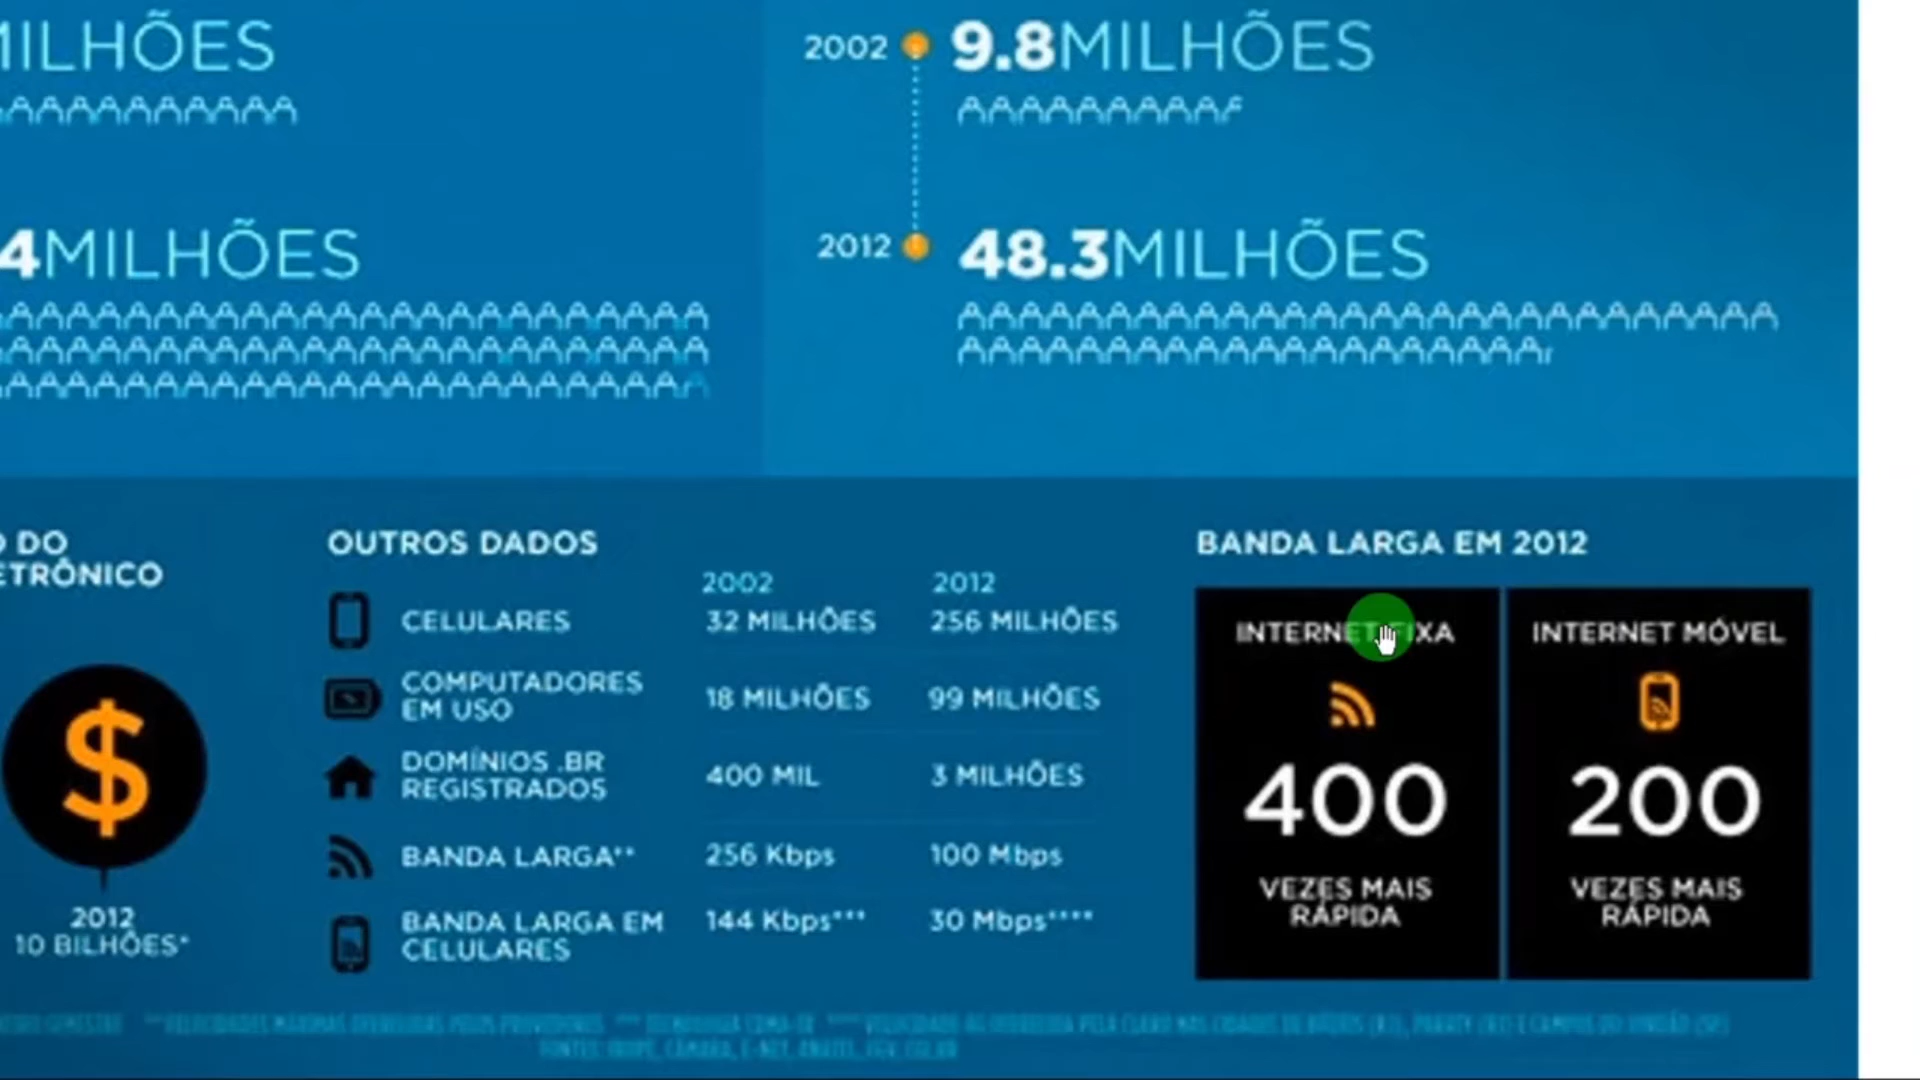 MILHÕES
4MILHÕES
2002 9.8MILHÕES
2012 48.3MILHÕES
O DO
ETRÔNICO
2012
10 BILHÕES*
OUTROS DADOS
2002 2012
CELULARES 32 MILHÕES 256 MILHÕES
COMPUTADORES
EM USO 18 MILHÕES 99 MILHÕES
DOMÍNIOS .BR
REGISTRADOS 400 MIL 3 MILHÕES
BANDA LARGA** 256 Kbps 100 Mbps
BANDA LARGA EM
CELULARES 144 Kbps*** 30 Mbps****
BANDA LARGA EM 2012
INTERNET FIXA
400
VEZES MAIS
RÁPIDA
INTERNET MÓVEL
200
VEZES MAIS
RÁPIDA